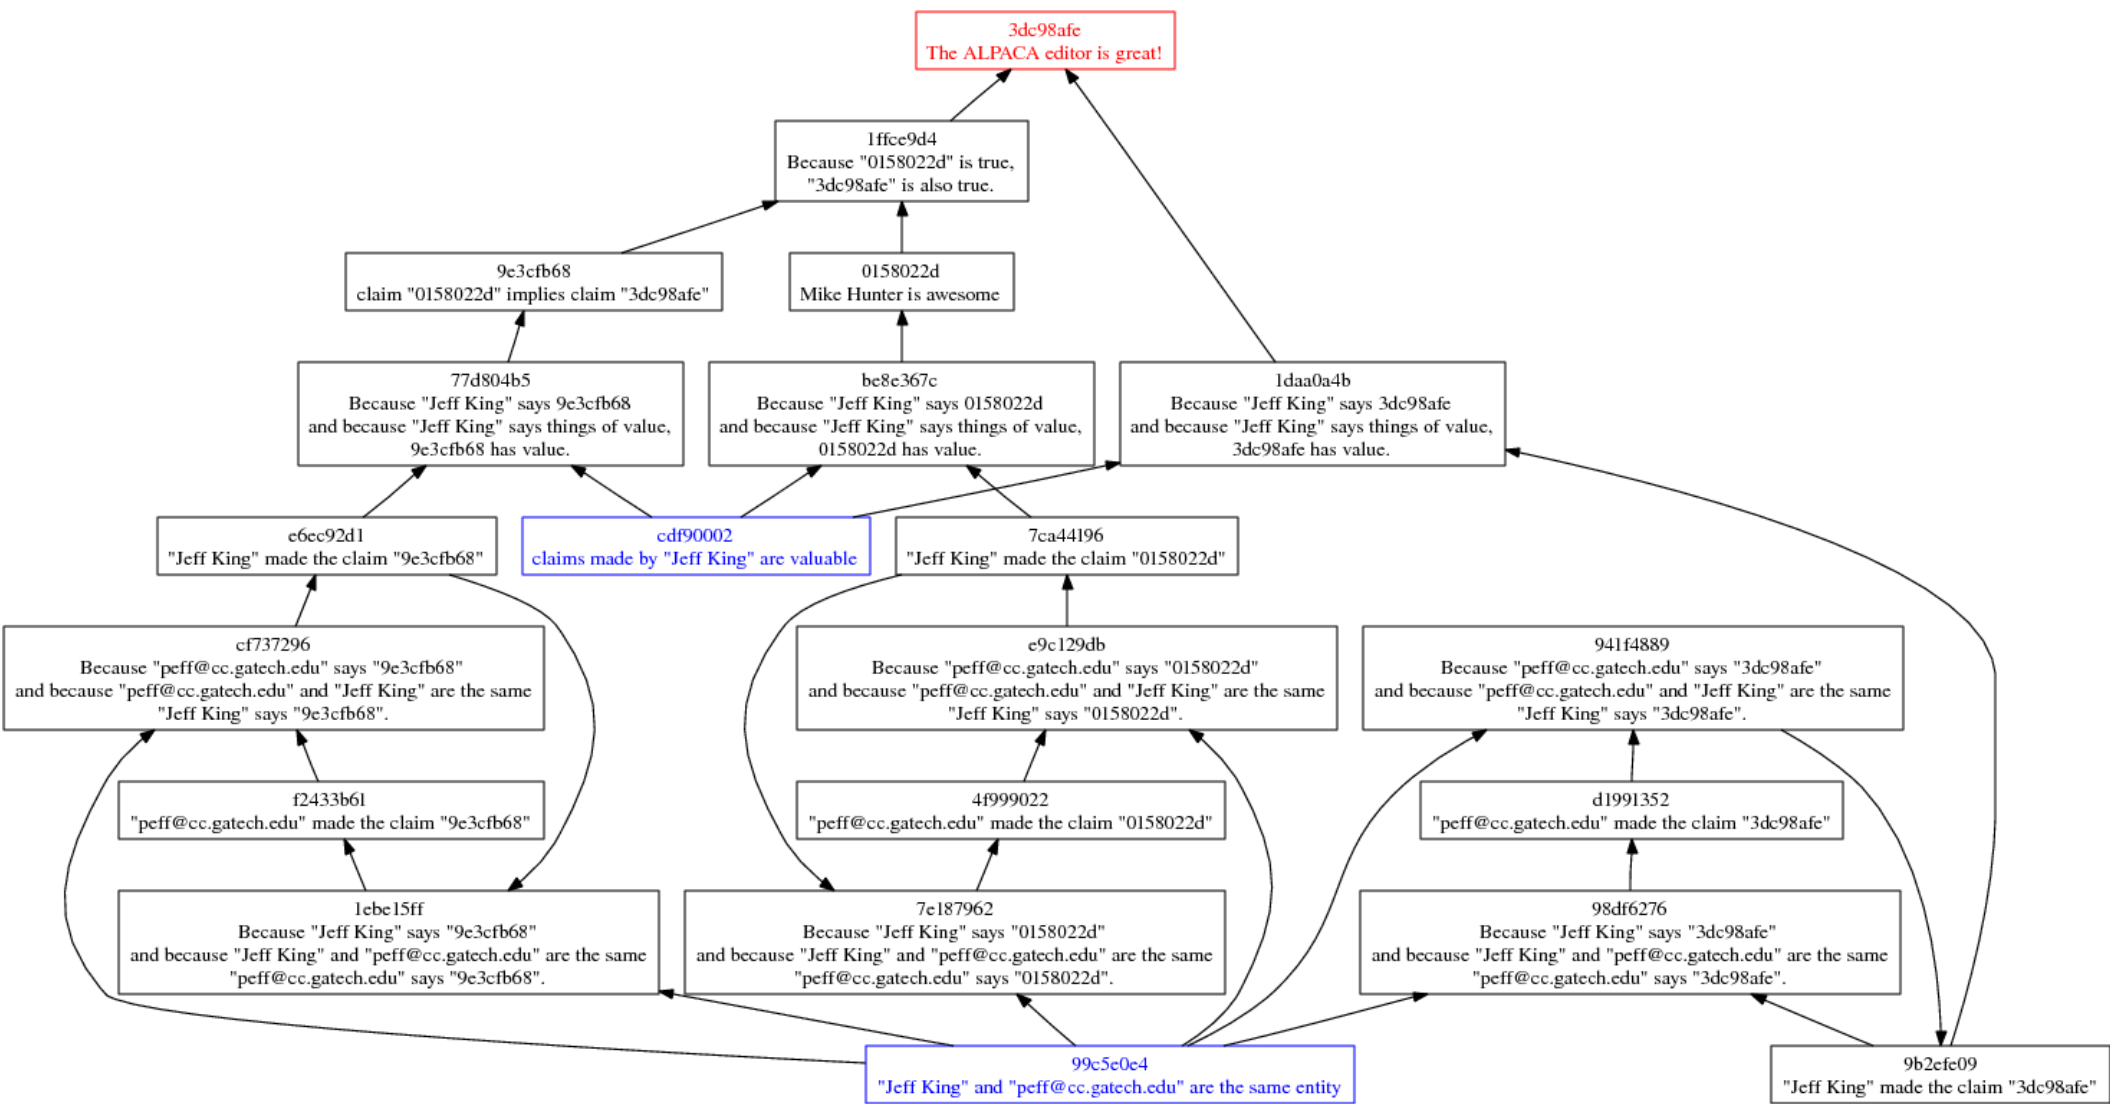 3dc98afe
The ALPACA editor is great!
1ffce9d4
Because "0158022d" is true,
"3dc98afe" is also true.
9e3cfb68
claim "0158022d" implies claim "3dc98afe"
0158022d
Mike Hunter is awesome
77d804b5
Because "Jeff King" says 9e3cfb68
and because "Jeff King" says things of value,
9e3cfb68 has value.
be8e367c
Because "Jeff King" says 0158022d
and because "Jeff King" says things of value,
0158022d has value.
1daa0a4b
Because "Jeff King" says 3dc98afe
and because "Jeff King" says things of value,
3dc98afe has value.
e6ec92d1
"Jeff King" made the claim "9e3cfb68"
cdf90002
claims made by "Jeff King" are valuable
7ca44196
"Jeff King" made the claim "0158022d"
cf737296
Because "peff@cc.gatech.edu" says "9e3cfb68"
and because "peff@cc.gatech.edu" and "Jeff King" are the same
"Jeff King" says "9e3cfb68".
e9c129db
Because "peff@cc.gatech.edu" says "0158022d"
and because "peff@cc.gatech.edu" and "Jeff King" are the same
"Jeff King" says "0158022d".
941f4889
Because "peff@cc.gatech.edu" says "3dc98afe"
and because "peff@cc.gatech.edu" and "Jeff King" are the same
"Jeff King" says "3dc98afe".
f2433b61
"peff@cc.gatech.edu" made the claim "9e3cfb68"
4f999022
"peff@cc.gatech.edu" made the claim "0158022d"
d1991352
"peff@cc.gatech.edu" made the claim "3dc98afe"
1ebe15ff
Because "Jeff King" says "9e3cfb68"
and because "Jeff King" and "peff@cc.gatech.edu" are the same
"peff@cc.gatech.edu" says "9e3cfb68".
7e187962
Because "Jeff King" says "0158022d"
and because "Jeff King" and "peff@cc.gatech.edu" are the same
"peff@cc.gatech.edu" says "0158022d".
98df6276
Because "Jeff King" says "3dc98afe"
and because "Jeff King" and "peff@cc.gatech.edu" are the same
"peff@cc.gatech.edu" says "3dc98afe".
99c5e0e4
"Jeff King" and "peff@cc.gatech.edu" are the same entity
9b2efe09
"Jeff King" made the claim "3dc98afe"